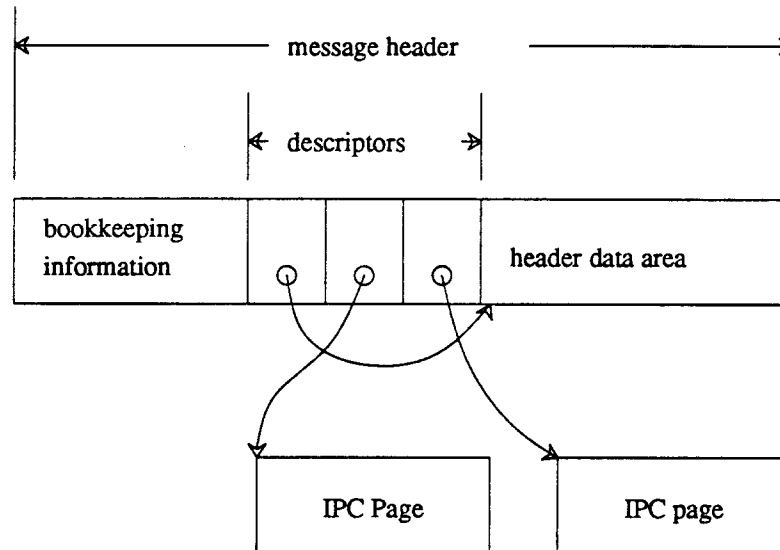 message header
descriptors
bookkeeping
information
header data area
IPC Page
IPC page